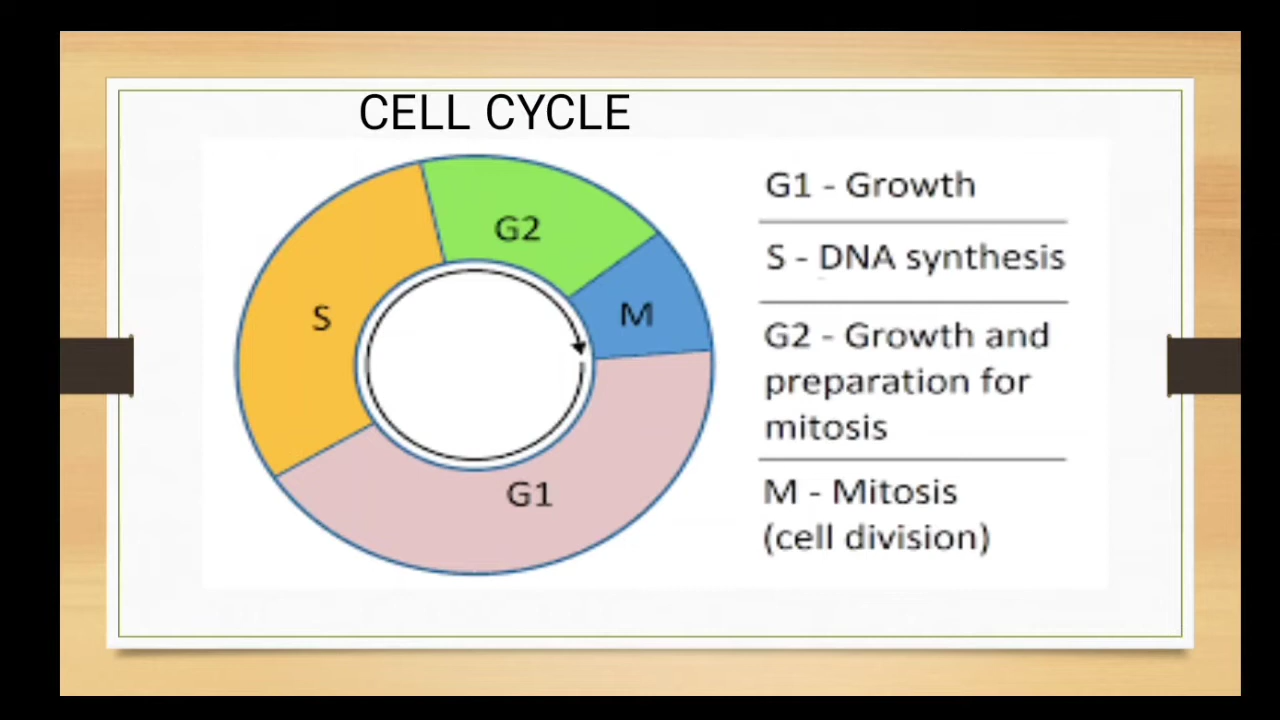 CELL CYCLE
G2
S
M
G1
G1 - Growth
S - DNA synthesis
G2 - Growth and
preparation for
mitosis
M - Mitosis
(cell division)